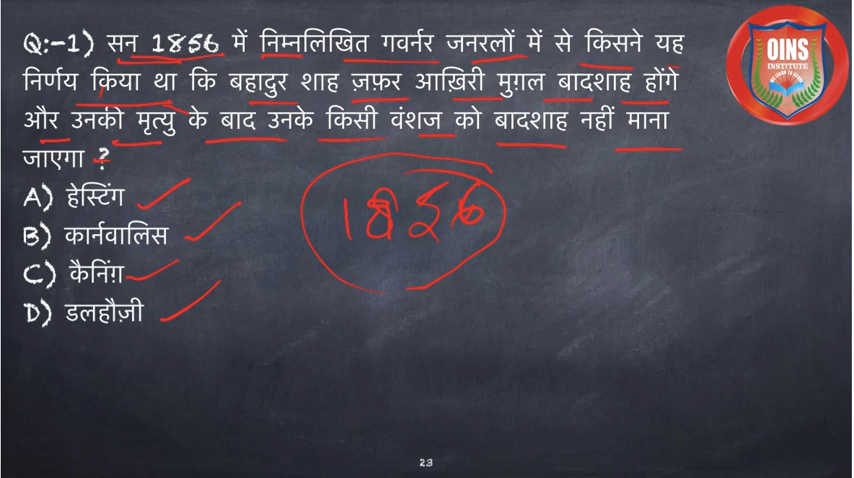 Q:-1) सन 1856 में निम्नलिखित गवर्नर जनरलों में से किसने यह
निर्णय किया था कि बहादुर शाह ज़फ़र आख़िरी मुग़ल बादशाह होंगे
और उनकी मृत्यु के बाद उनके किसी वंशज को बादशाह नहीं माना
जाएगा ?
A) हेस्टिंग
B) कार्नवालिस
C) कैनिंग़
D) डलहौज़ी
1856
OINS
INSTITUTE
23